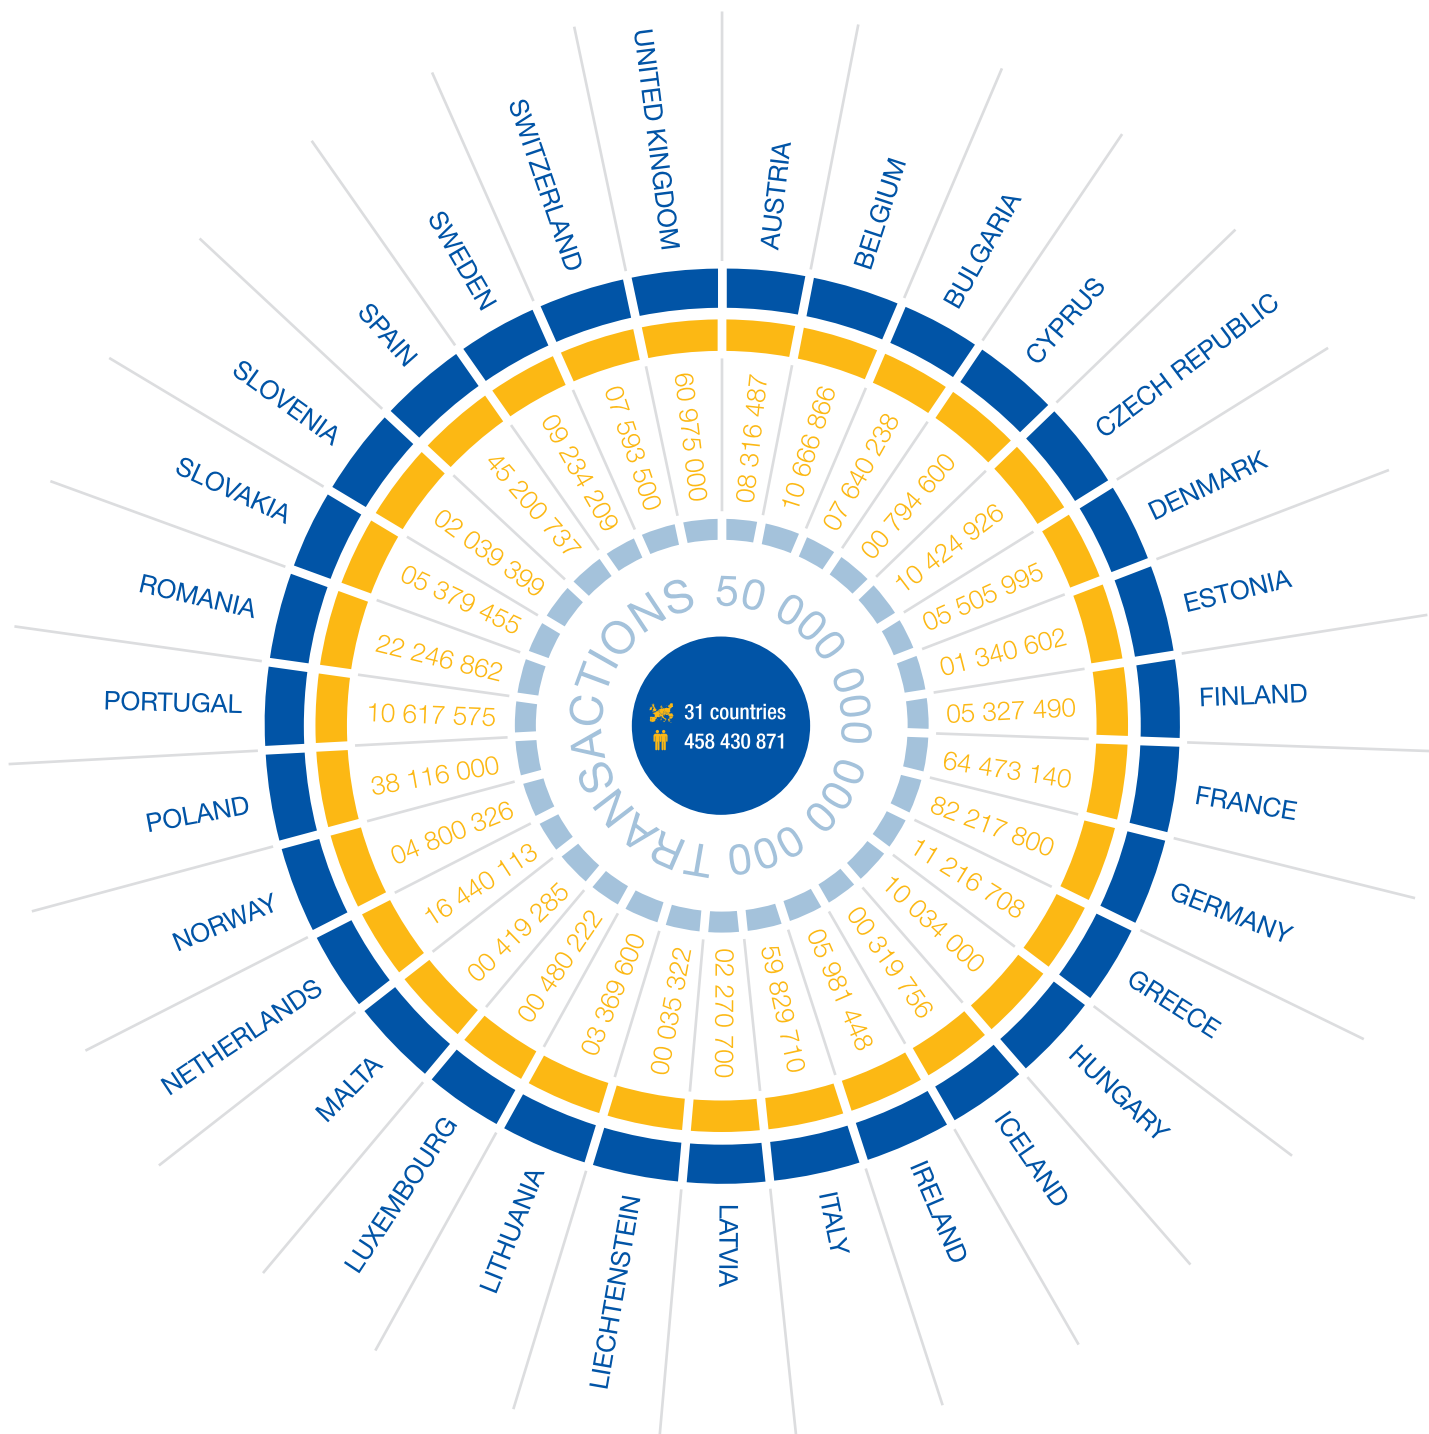 AUSTRIA
BELGIUM
BULGARIA
CYPRUS
CZECH REPUBLIC
DENMARK
ESTONIA
FINLAND
FRANCE
GERMANY
GREECE
HUNGARY
ICELAND
IRELAND
ITALY
LATVIA
LIECHTENSTEIN
LITHUANIA
LUXEMBOURG
MALTA
NETHERLANDS
NORWAY
POLAND
PORTUGAL
ROMANIA
SLOVAKIA
SLOVENIA
SPAIN
SWEDEN
SWITZERLAND
UNITED KINGDOM
08 316 487
10 666 866
07 640 238
00 794 600
10 424 926
05 505 995
01 340 602
05 327 490
64 473 140
82 217 800
11 216 708
10 034 000
00 319 756
05 981 448
59 829 710
02 270 700
00 035 322
03 369 600
00 480 222
00 419 285
16 440 113
04 800 326
38 116 000
10 617 575
22 246 862
05 379 455
02 039 399
45 200 737
09 234 209
07 593 500
60 975 000
50 000 000 000 000 TRANSACTIONS
31 countries
458 430 871